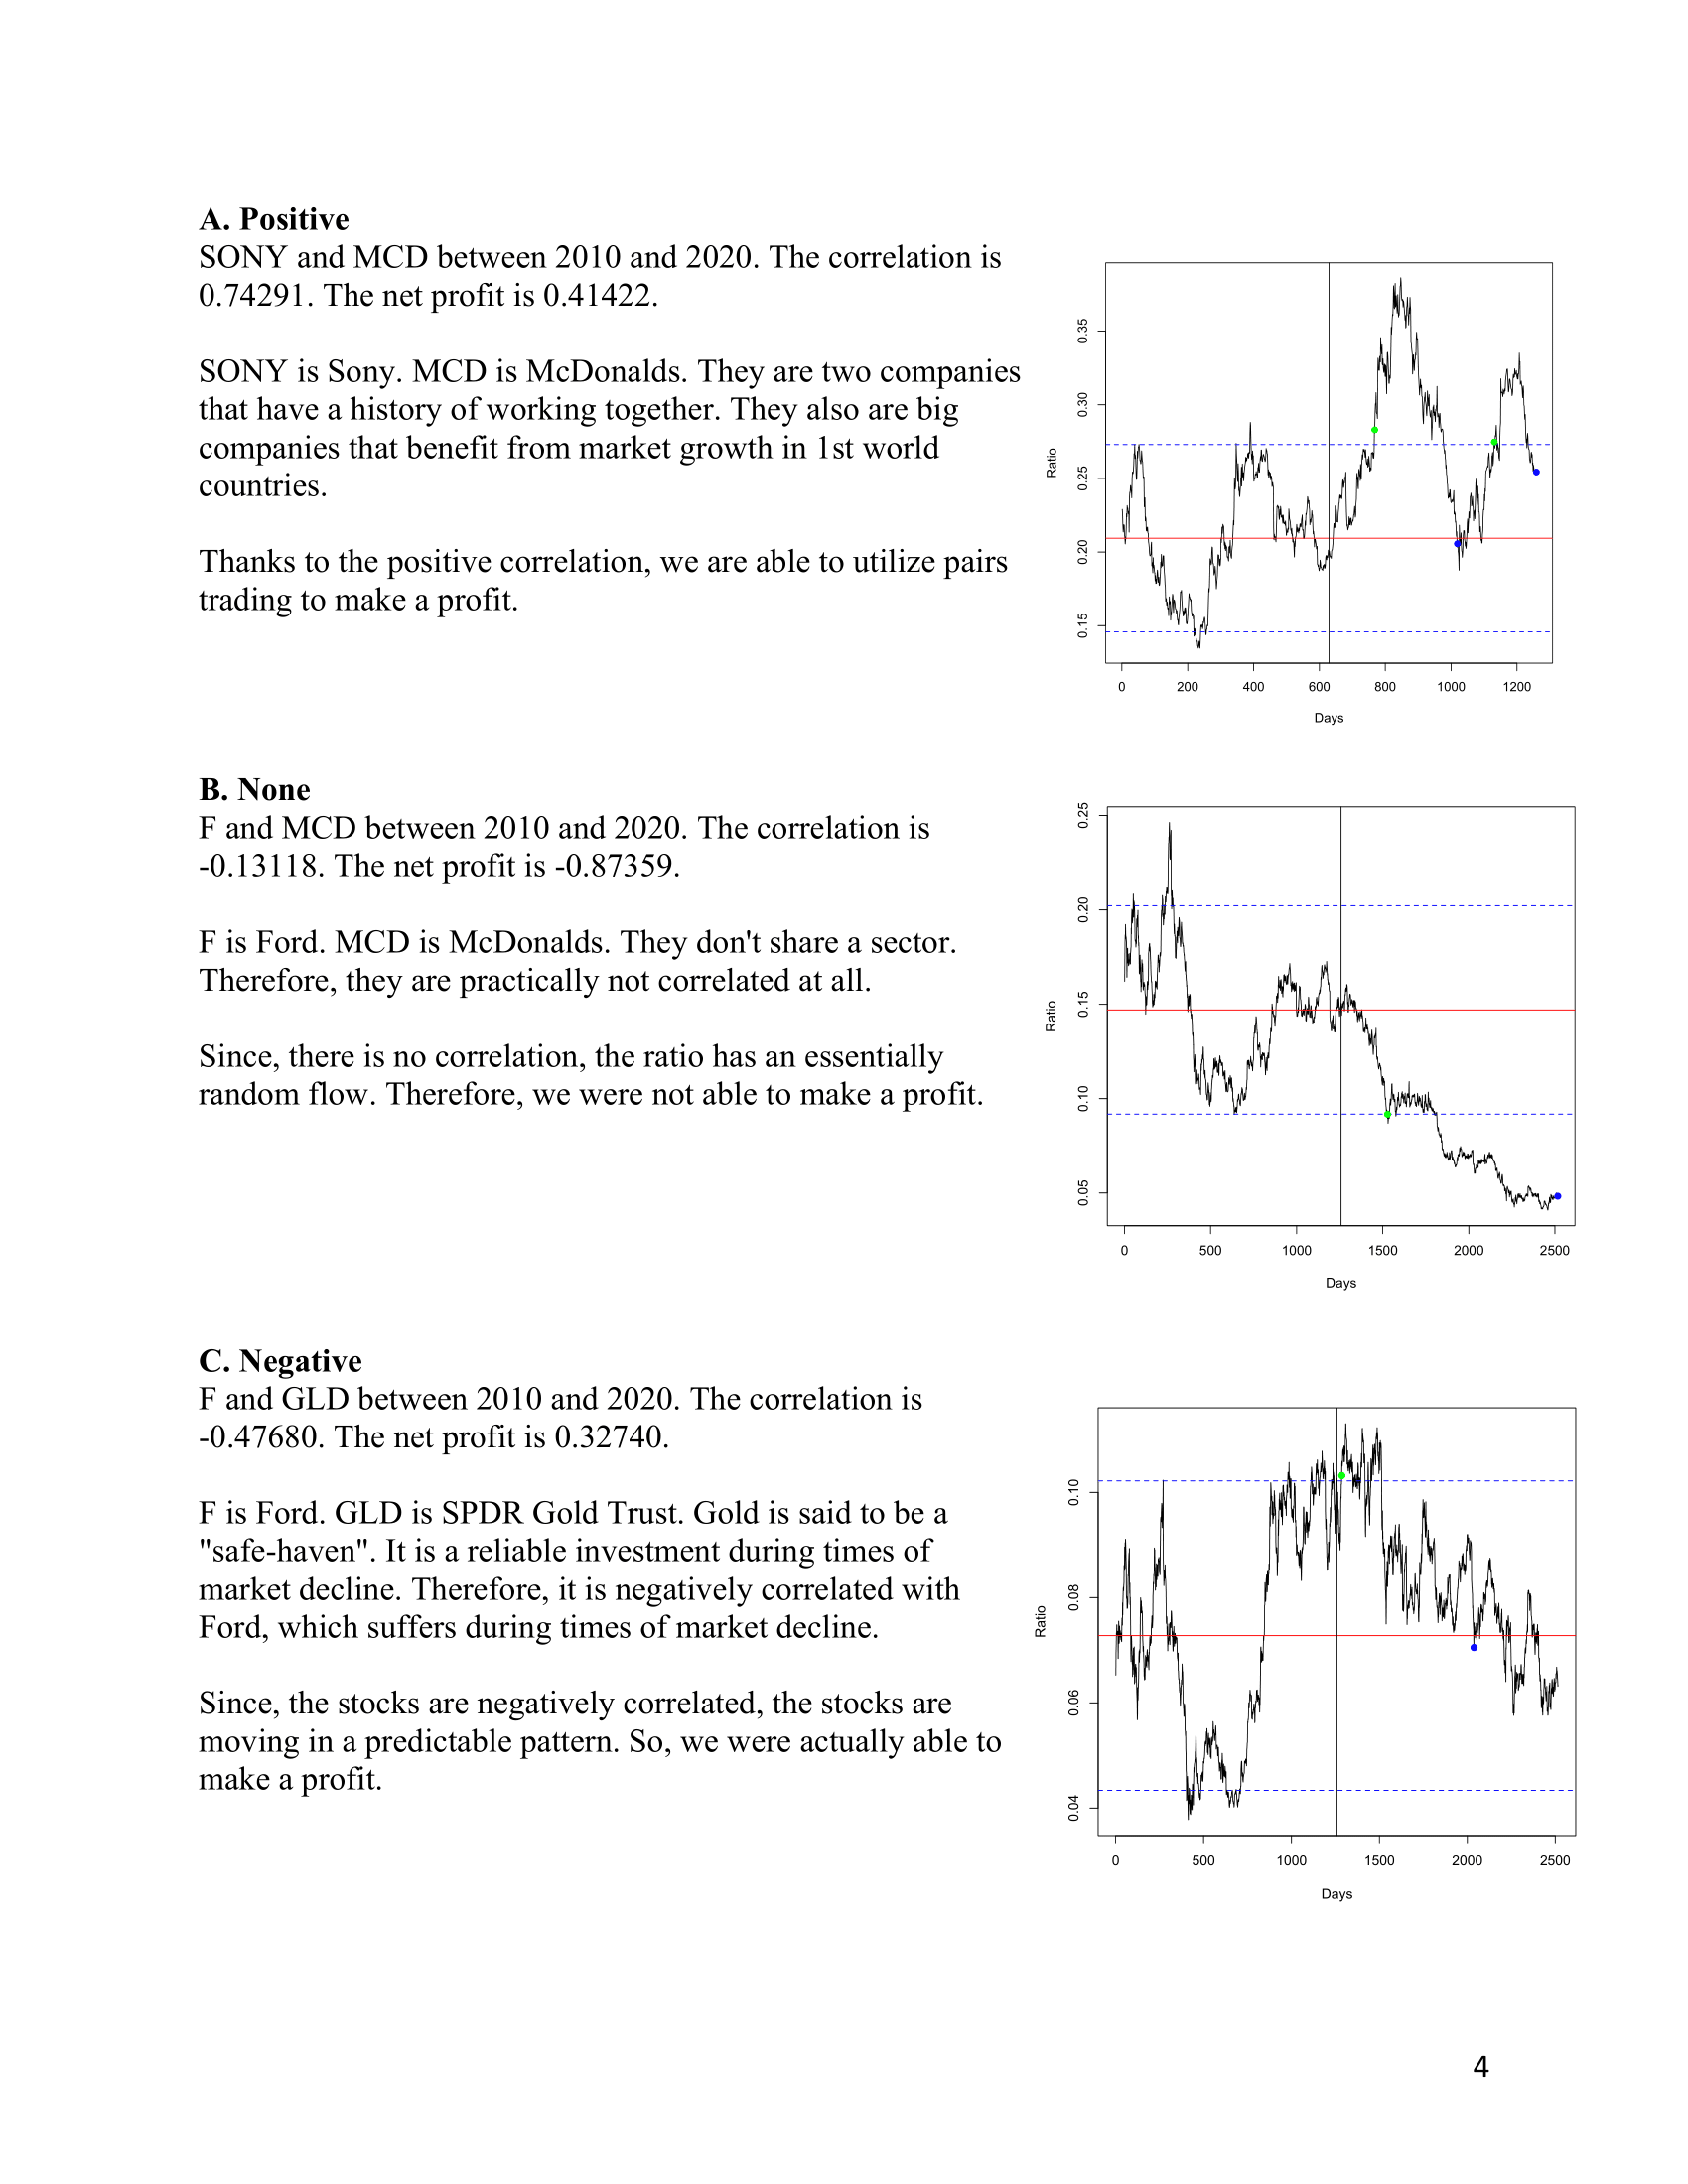 A. Positive
SONY and MCD between 2010 and 2020. The correlation is
0.74291. The net profit is 0.41422.
SONY is Sony. MCD is McDonalds. They are two companies
that have a history of working together. They also are big
companies that benefit from market growth in 1st world
countries.
Thanks to the positive correlation, we are able to utilize pairs
trading to make a profit.
Ratio
0.35
0.30
0.25
0.20
0.15
0 200 400 600 800 1000 1200
Days
B. None
F and MCD between 2010 and 2020. The correlation is
-0.13118. The net profit is -0.87359.
F is Ford. MCD is McDonalds. They don't share a sector.
Therefore, they are practically not correlated at all.
Since, there is no correlation, the ratio has an essentially
random flow. Therefore, we were not able to make a profit.
Ratio
0.25
0.20
0.15
0.10
0.05
0 500 1000 1500 2000 2500
Days
C. Negative
F and GLD between 2010 and 2020. The correlation is
-0.47680. The net profit is 0.32740.
F is Ford. GLD is SPDR Gold Trust. Gold is said to be a
"safe-haven". It is a reliable investment during times of
market decline. Therefore, it is negatively correlated with
Ford, which suffers during times of market decline.
Since, the stocks are negatively correlated, the stocks are
moving in a predictable pattern. So, we were actually able to
make a profit.
Ratio
0.10
0.08
0.06
0.04
0 500 1000 1500 2000 2500
Days
4